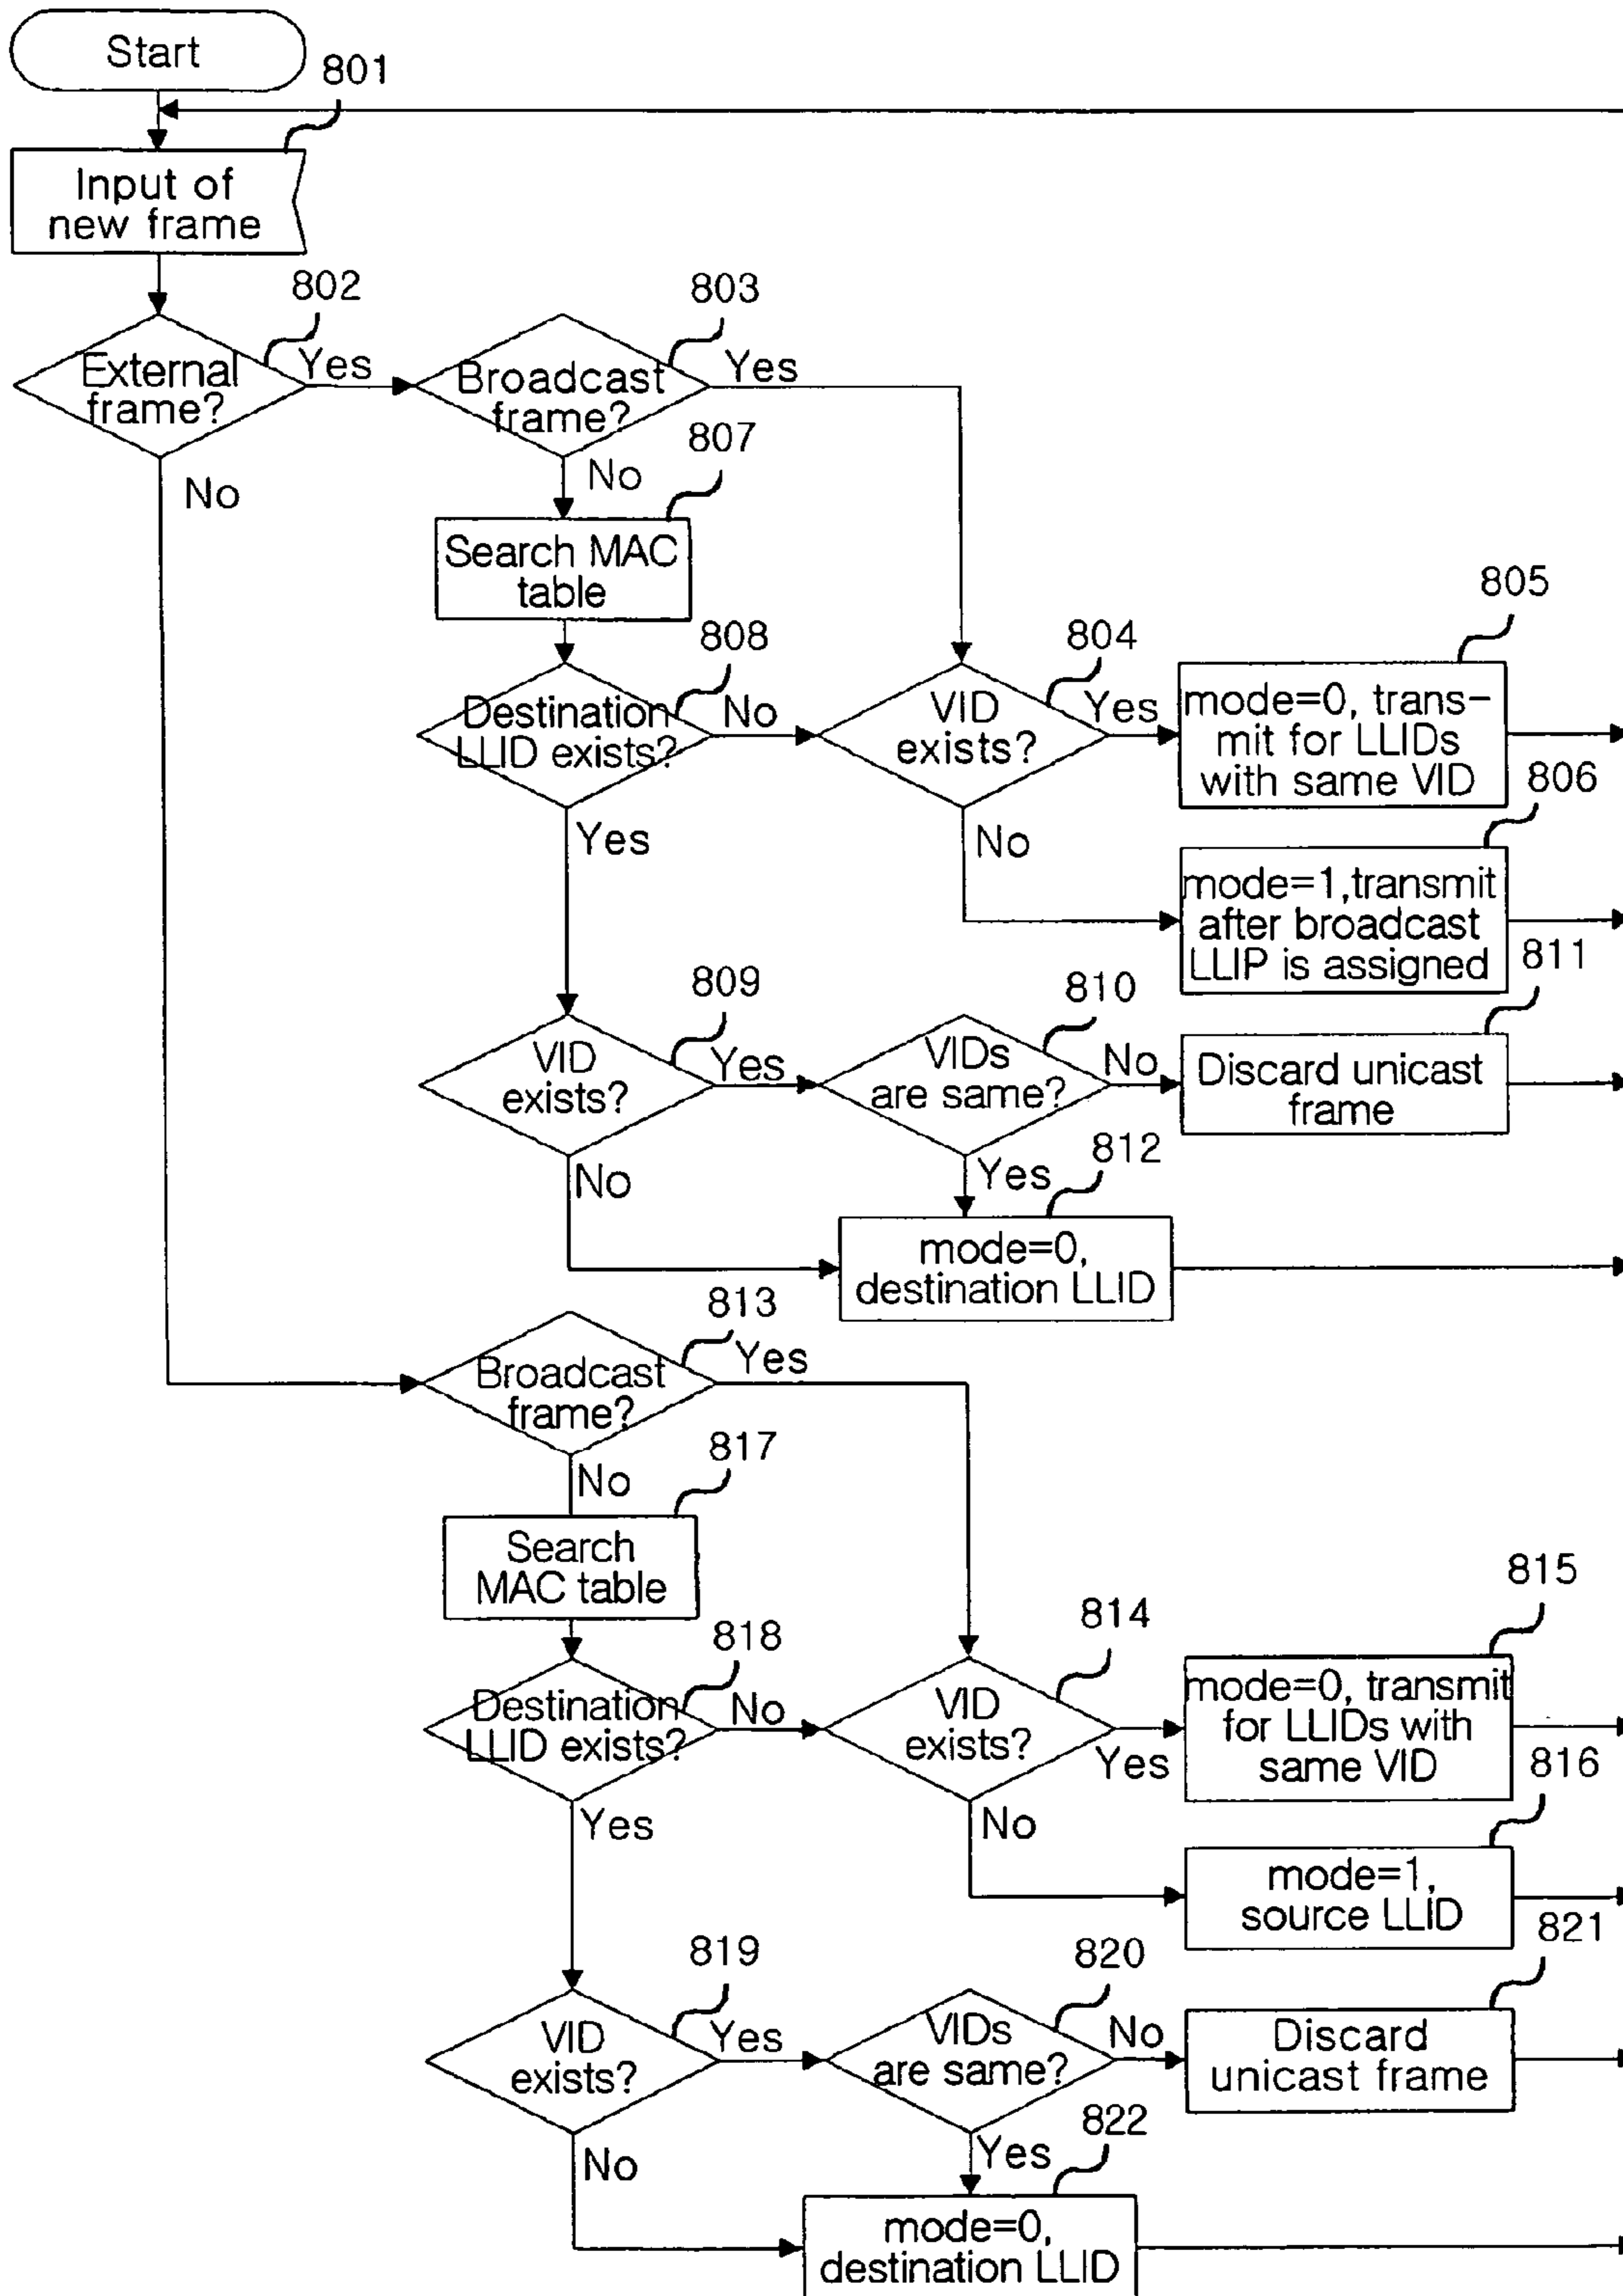 Start
801
Input of
new frame
802
External
frame?
Yes
No
803
Broadcast
frame?
Yes
No
807
Search MAC
table
808
Destination
LLID exists?
No
Yes
804
VID
exists?
Yes
No
805
mode=0, trans-
mit for LLIDs
with same VID
806
mode=1,transmit
after broadcast
LLIP is assigned
809
VID
exists?
Yes
No
810
VIDs
are same?
No
Yes
811
Discard unicast
frame
812
mode=0,
destination LLID
813
Broadcast
frame?
Yes
No
817
Search
MAC table
818
Destination
LLID exists?
No
Yes
814
VID
exists?
Yes
No
815
mode=0, transmit
for LLIDs with
same VID
816
mode=1,
source LLID
819
VID
exists?
Yes
No
820
VIDs
are same?
No
Yes
821
Discard
unicast frame
822
mode=0,
destination LLID